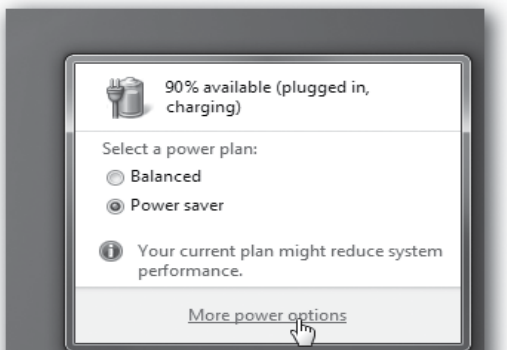 90% available (plugged in,
charging)
Select a power plan:
Balanced
Power saver
Your current plan might reduce system
performance.
More power options